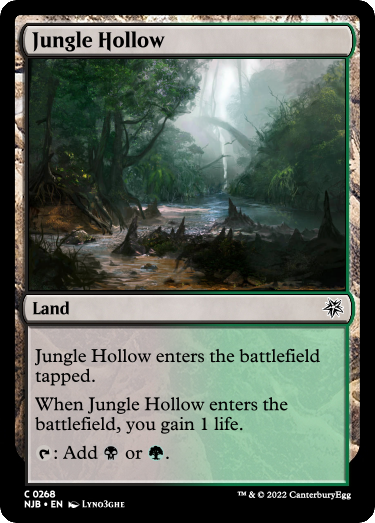 Jungle Hollow
Land
Jungle Hollow enters the battlefield
tapped.
When Jungle Hollow enters the
battlefield, you gain 1 life.
: Add or .
C 0268
NJB • EN Lyno3ghe
™ & © 2022 CanterburyEgg